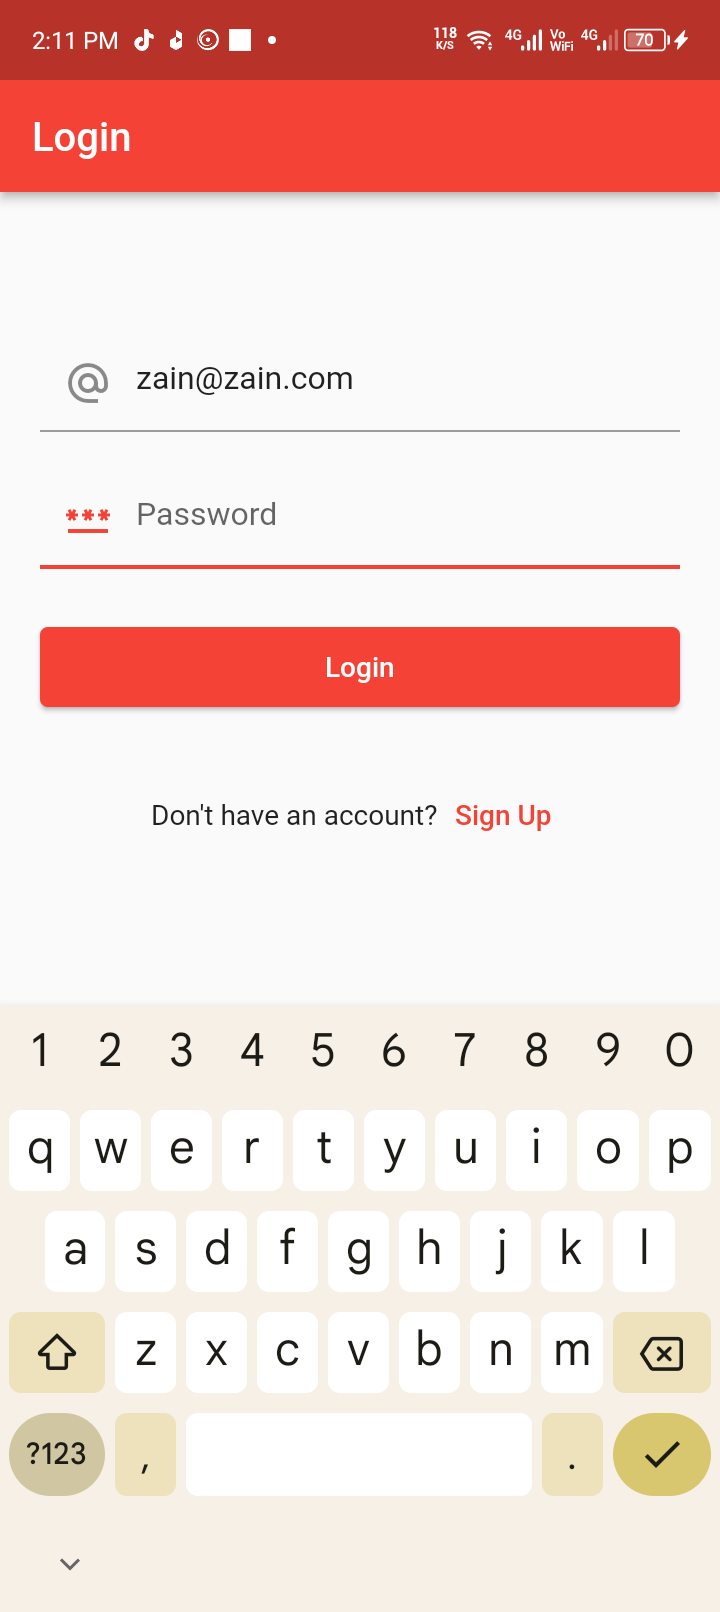 2:11 PM 118 K/S 4G Vo WiFi 4G 70
Login
zain@zain.com
*** Password
Login
Don't have an account? Sign Up
1 2 3 4 5 6 7 8 9 0
q w e r t y u i o p
a s d f g h j k l
z x c v b n m
?123 , .